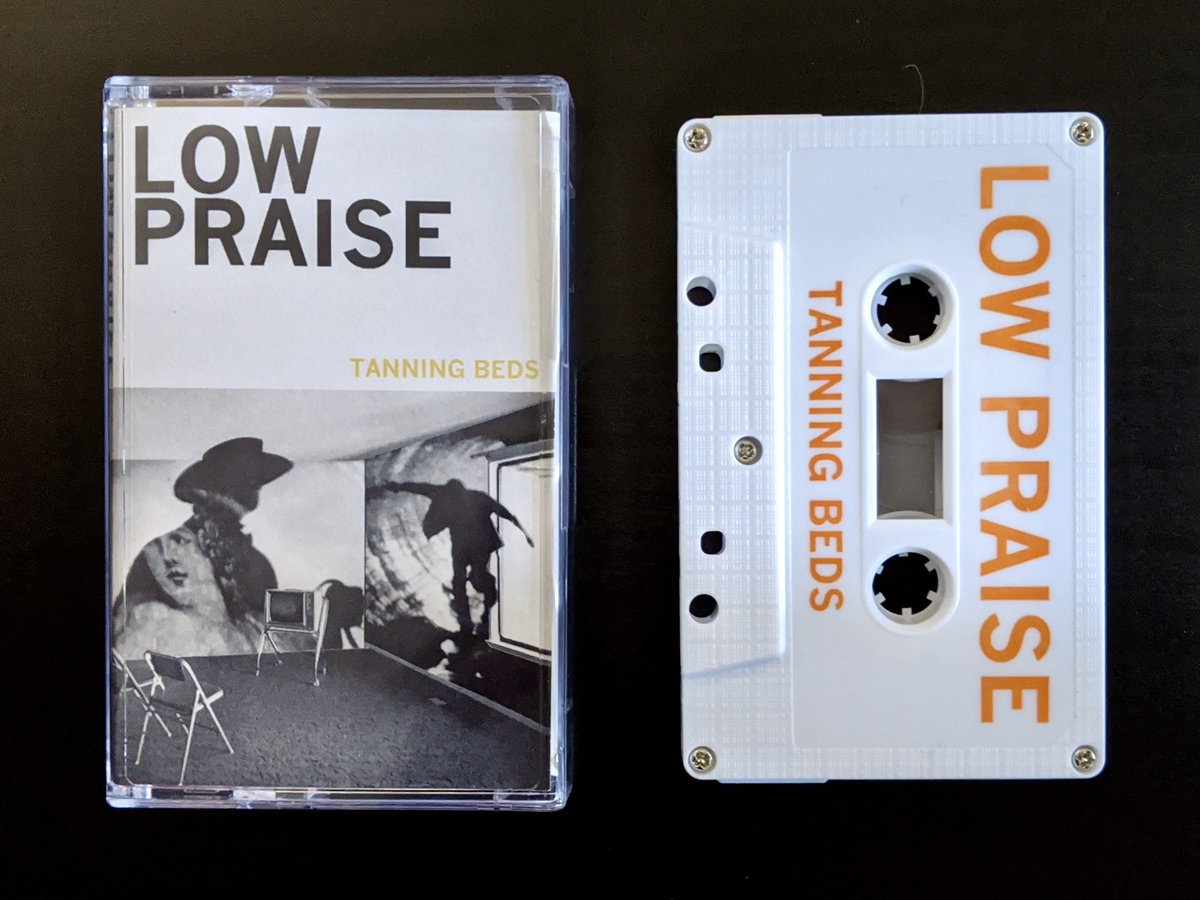 LOW
PRAISE
TANNING BEDS
LOW PRAISE
TANNING BEDS